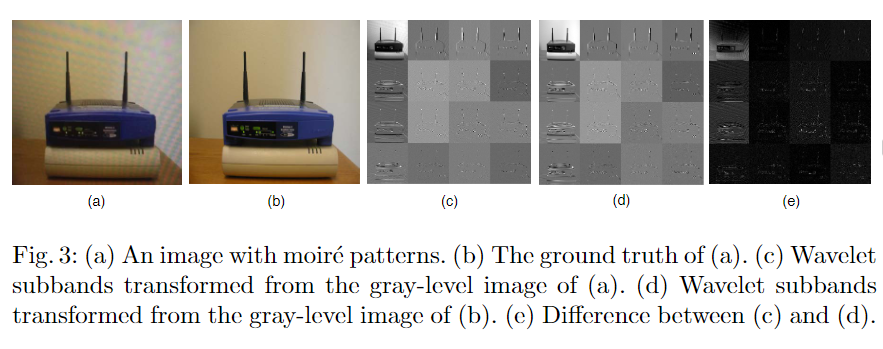 (a)
(b)
(c)
(d)
(e)
Fig. 3: (a) An image with moiré patterns. (b) The ground truth of (a). (c) Wavelet
subbands transformed from the gray-level image of (a). (d) Wavelet subbands
transformed from the gray-level image of (b). (e) Difference between (c) and (d).